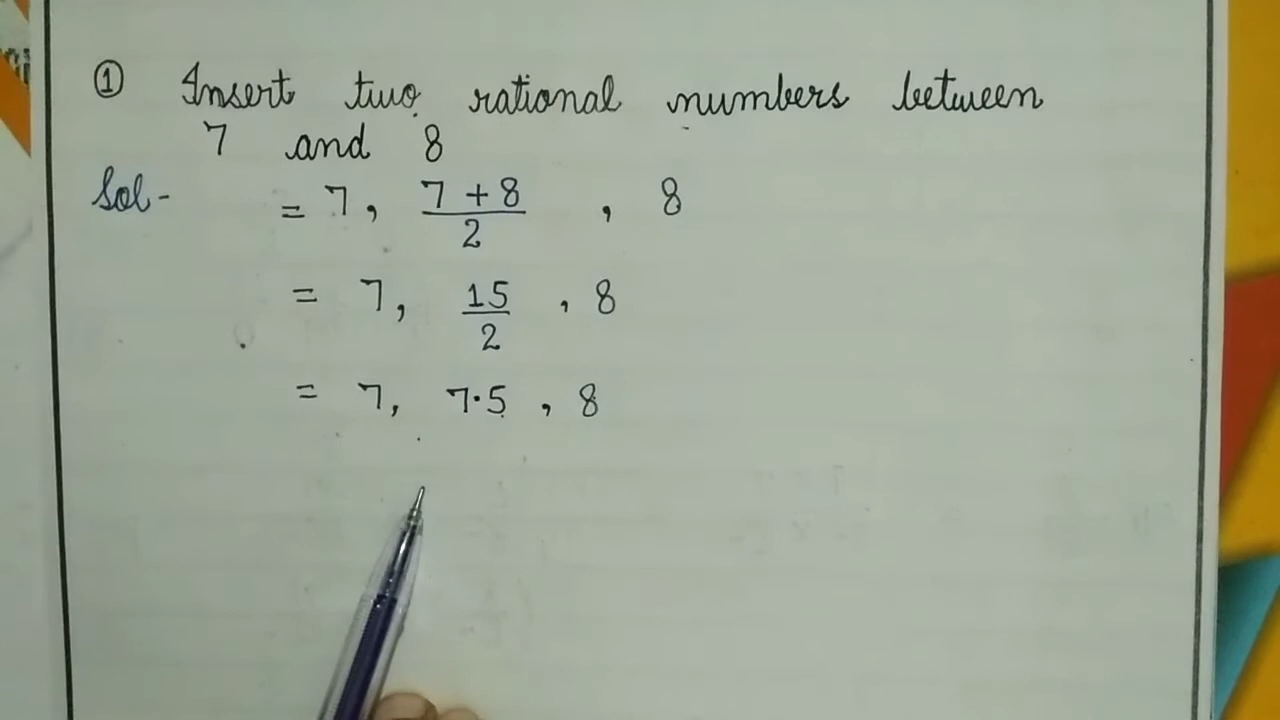 ① Insert two rational numbers between
7 and 8
Sol- = 7, 7 + 8 / 2 , 8
= 7, 15 / 2 , 8
= 7, 7.5 , 8